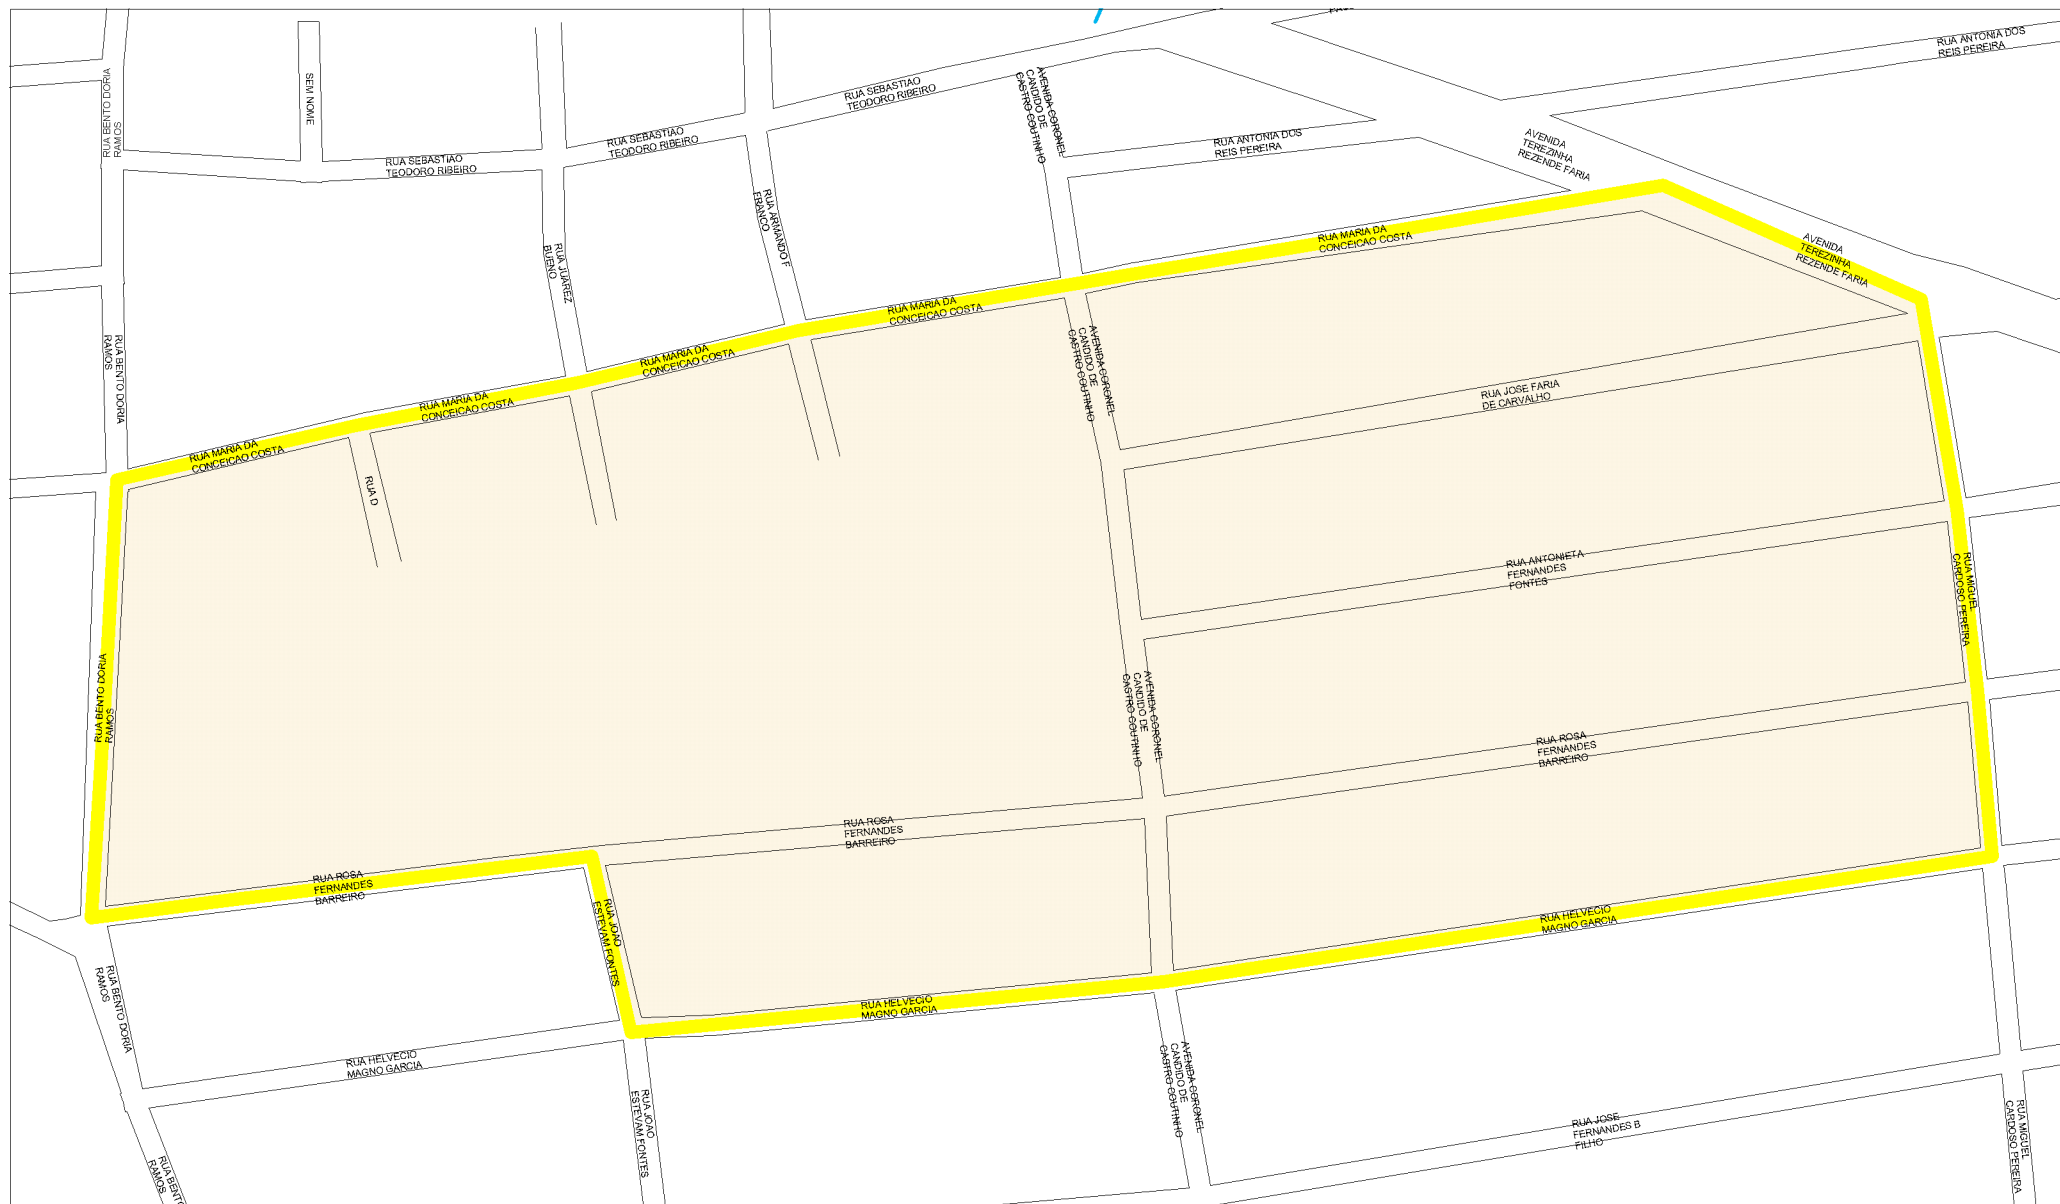 RUA ANTONIA DOS
REIS PEREIRA
RUA BENTO DORIA
RAMOS
SEM NOME
RUA SEBASTIAO
TEODORO RIBEIRO
RUA SEBASTIAO
TEODORO RIBEIRO
RUA SEBASTIAO
TEODORO RIBEIRO
AVENIDA CORONEL
CANDIDO DE
CASTRO COUTINHO
RUA ANTONIA DOS
REIS PEREIRA
AVENIDA
TEREZINHA
REZENDE FARIA
RUA ARMANDO F
FRANCO
RUA JUAREZ
BUENO
RUA MARIA DA
CONCEICAO COSTA
AVENIDA
TEREZINHA
REZENDE FARIA
RUA MARIA DA
CONCEICAO COSTA
RUA BENTO DORIA
RAMOS
RUA MARIA DA
CONCEICAO COSTA
AVENIDA CORONEL
CANDIDO DE
CASTRO COUTINHO
RUA MARIA DA
CONCEICAO COSTA
RUA JOSE FARIA
DE CARVALHO
RUA MARIA DA
CONCEICAO COSTA
RUA D
RUA ANTONIETA
FERNANDES
FONTES
RUA MIGUEL
CARDOSO PEREIRA
RUA BENTO DORIA
RAMOS
AVENIDA CORONEL
CANDIDO DE
CASTRO COUTINHO
RUA ROSA
FERNANDES
BARREIRO
RUA ROSA
FERNANDES
BARREIRO
RUA ROSA
FERNANDES
BARREIRO
RUA JOAO
ESTEVAM FONTES
RUA HELVECIO
MAGNO GARCIA
RUA BENTO DORIA
RAMOS
RUA HELVECIO
MAGNO GARCIA
RUA HELVECIO
MAGNO GARCIA
AVENIDA CORONEL
CANDIDO DE
CASTRO COUTINHO
RUA JOAO
ESTEVAM FONTES
RUA JOSE
FERNANDES B
FILHO
RUA MIGUEL
CARDOSO PEREIRA
RUA BENTO
RAMOS